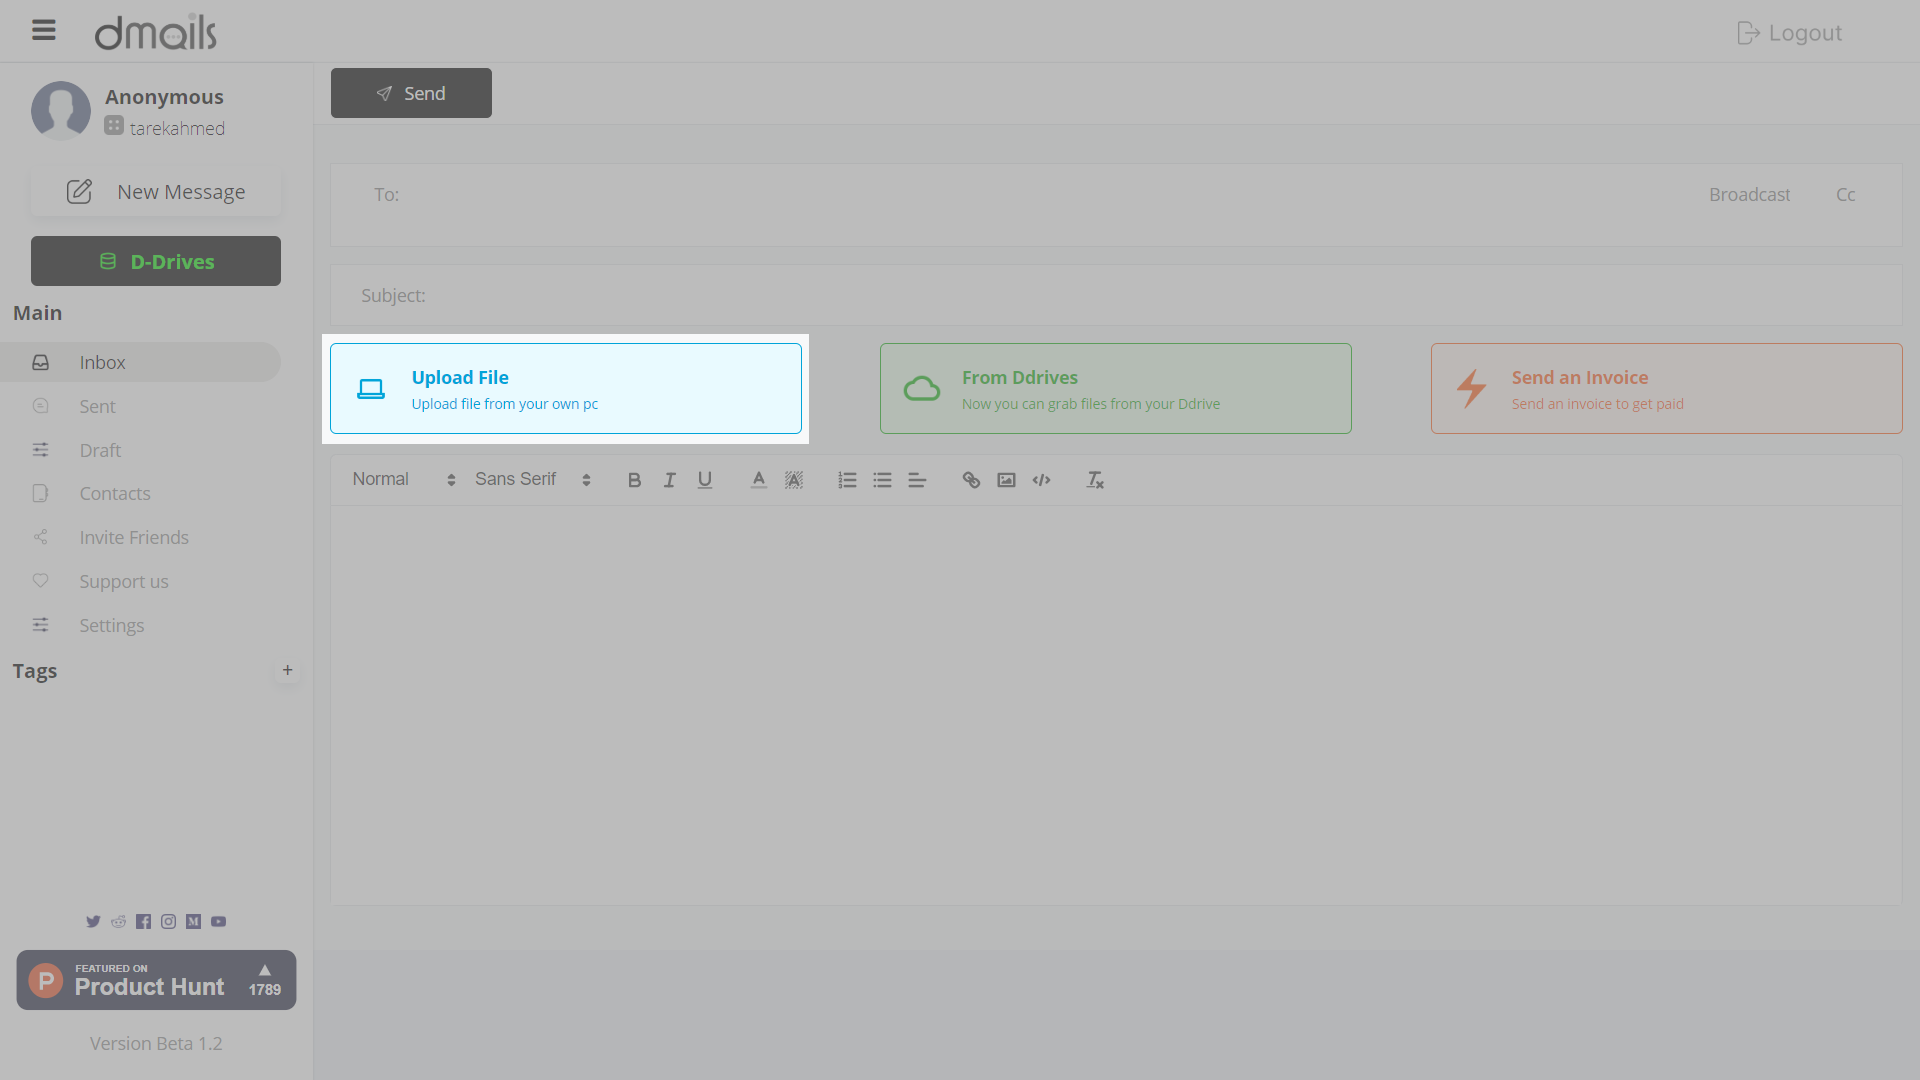 dmails
Logout
Anonymous
tarekahmed
New Message
D-Drives
Main
Inbox
Sent
Draft
Contacts
Invite Friends
Support us
Settings
Tags
+
FEATURED ON
Product Hunt
P
1789
Version Beta 1.2
Send
To:
Broadcast
Cc
Subject:
Upload File
Upload file from your own pc
From Ddrives
Now you can grab files from your Ddrive
Send an Invoice
Send an invoice to get paid
Normal
Sans Serif